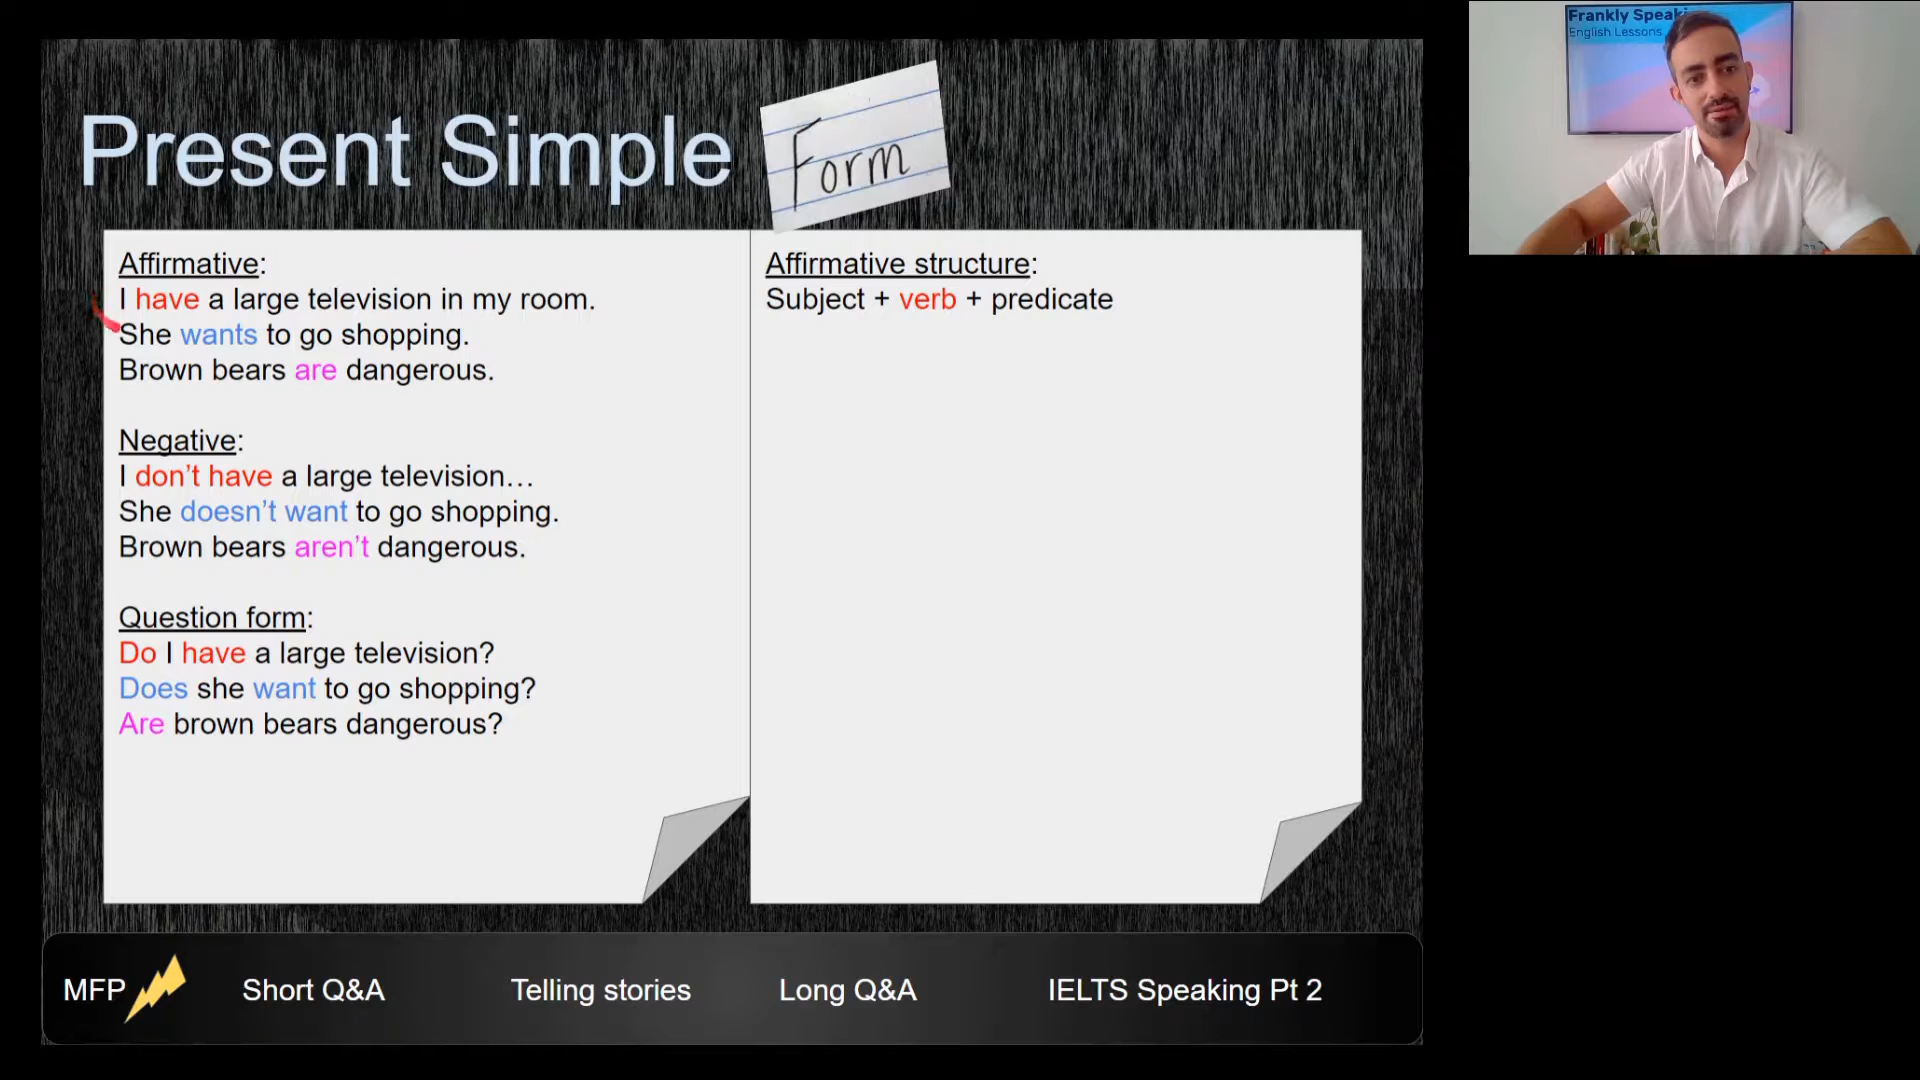 Present Simple
Form
Affirmative:
I have a large television in my room.
She wants to go shopping.
Brown bears are dangerous.
Negative:
I don’t have a large television…
She doesn’t want to go shopping.
Brown bears aren’t dangerous.
Question form:
Do I have a large television?
Does she want to go shopping?
Are brown bears dangerous?
Affirmative structure:
Subject + verb + predicate
MFP
Short Q&A
Telling stories
Long Q&A
IELTS Speaking Pt 2
Frankly
English Lessons